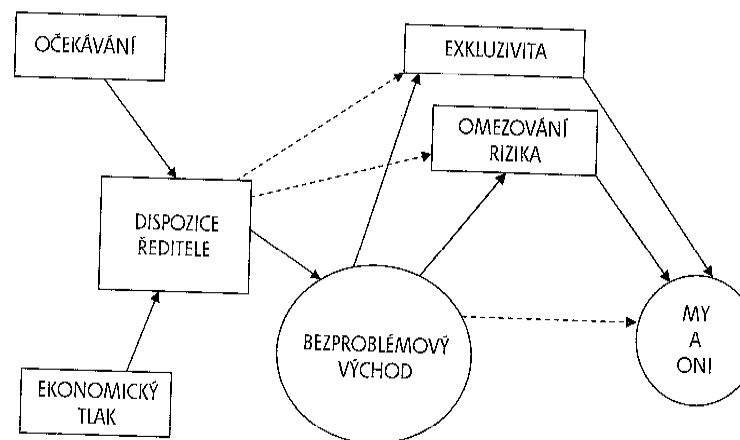 OČEKÁVÁNÍ
EXKLUZIVITA
OMEZOVÁNÍ
RIZIKA
DISPOZICE
ŘEDITELE
BEZPROBLÉMOVÝ
VÝCHOD
MY
A
ONI
EKONOMICKÝ
TLAK